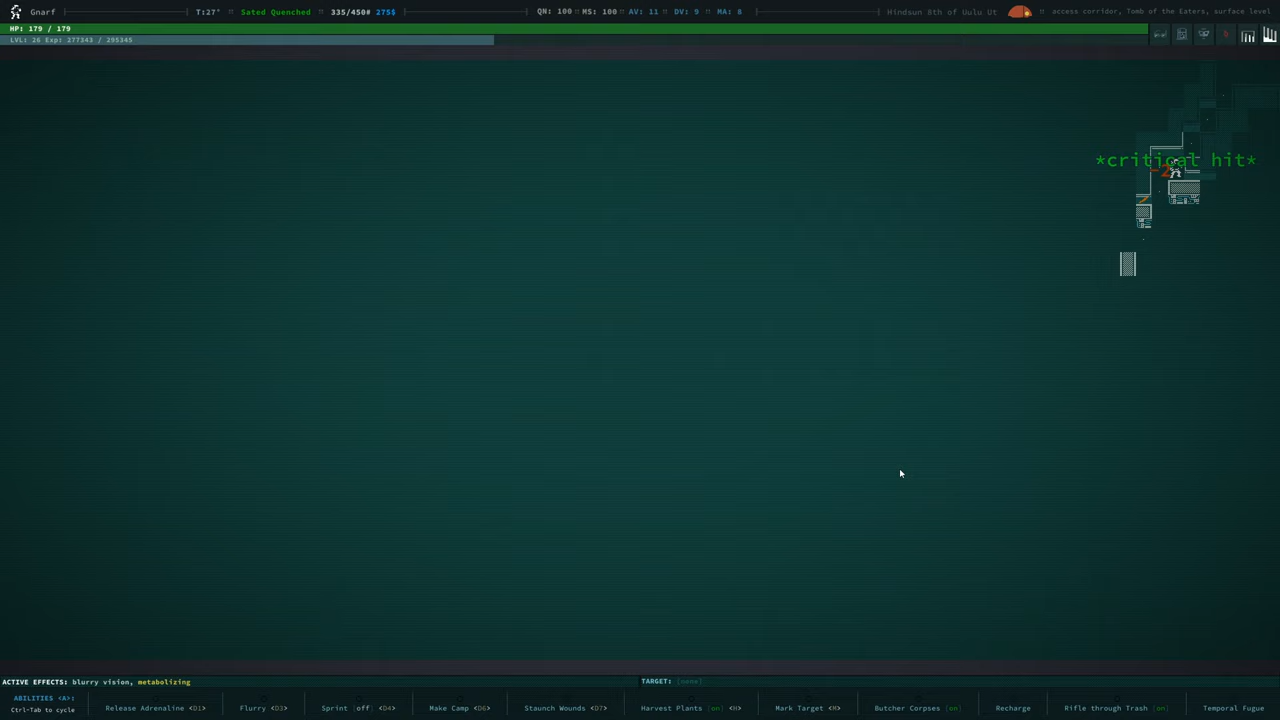 Gnarf T:27° Sated Quenched 335/450# 275$ QN: 100 MS: 100 AV: 11 DV: 9 MA: 8 Hindsun 8th of Uulu Ut access corridor, Tomb of the Eaters, surface level
HP: 179 / 179
LVL: 26 Exp: 277343 / 295345
*critical hit*
ACTIVE EFFECTS: blurry vision, metabolizing TARGET: [none]
ABILITIES <A>:
Ctrl-Tab to cycle
Release Adrenaline <D1> Flurry <D3> Sprint [off] <D4> Make Camp <D6> Staunch Wounds <D7> Harvest Plants [on] <H> Mark Target <M> Butcher Corpses [on] Recharge Rifle through Trash [on] Temporal Fugue